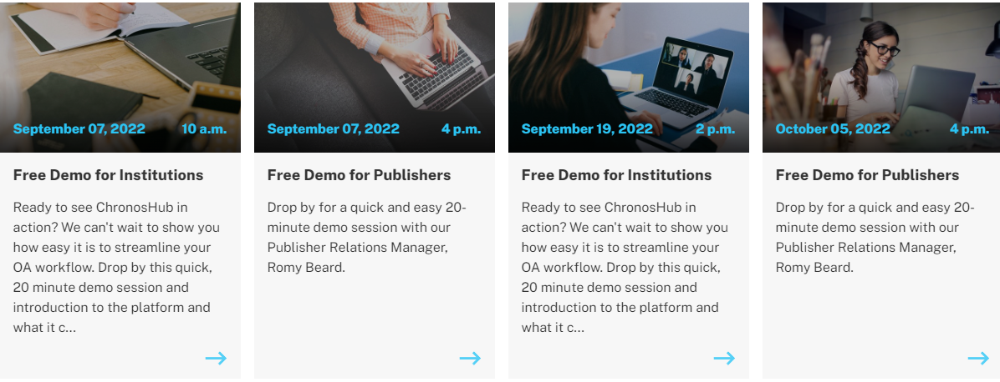 September 07, 2022 10 a.m.
Free Demo for Institutions
Ready to see ChronosHub in
action? We can't wait to show you
how easy it is to streamline your
OA workflow. Drop by this quick,
20 minute demo session and
introduction to the platform and
what it c...
September 07, 2022 4 p.m.
Free Demo for Publishers
Drop by for a quick and easy 20-
minute demo session with our
Publisher Relations Manager,
Romy Beard.
September 19, 2022 2 p.m.
Free Demo for Institutions
Ready to see ChronosHub in
action? We can't wait to show you
how easy it is to streamline your
OA workflow. Drop by this quick,
20 minute demo session and
introduction to the platform and
what it c...
October 05, 2022 4 p.m.
Free Demo for Publishers
Drop by for a quick and easy 20-
minute demo session with our
Publisher Relations Manager,
Romy Beard.